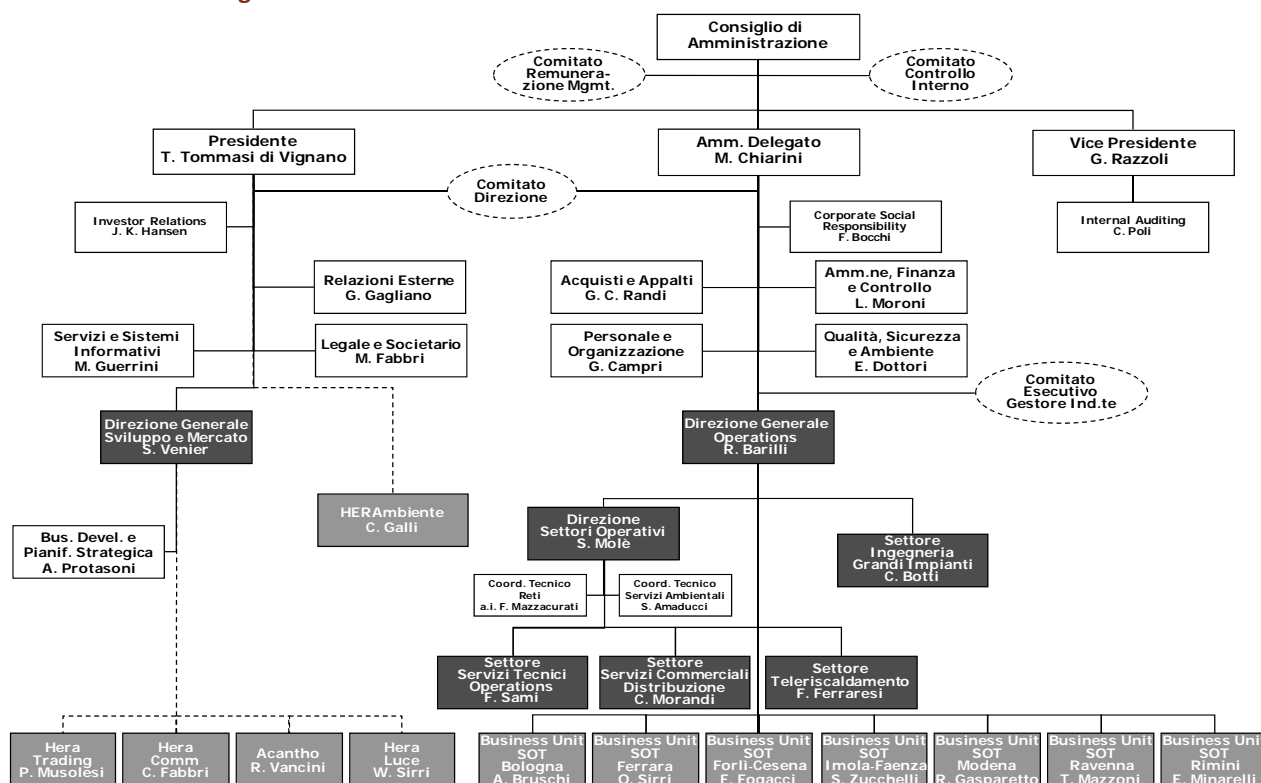 Consiglio di
Amministrazione
Comitato
Remunera-
zione Mgmt.
Comitato
Controllo
Interno
Presidente
T. Tommasi di Vignano
Amm. Delegato
M. Chiarini
Vice Presidente
G. Razzoli
Comitato
Direzione
Investor Relations
J. K. Hansen
Corporate Social
Responsibility
F. Bocchi
Internal Auditing
C. Poli
Relazioni Esterne
G. Gagliano
Acquisti e Appalti
G. C. Randi
Amm.ne, Finanza
e Controllo
L. Moroni
Servizi e Sistemi
Informativi
M. Guerrini
Legale e Societario
M. Fabbri
Personale e
Organizzazione
G. Campri
Qualità, Sicurezza
e Ambiente
E. Dottori
Comitato
Esecutivo
Gestore Ind.te
Direzione Generale
Sviluppo e Mercato
S. Venier
Direzione Generale
Operations
R. Barilli
HERAmbiente
C. Galli
Direzione
Settori Operativi
S. Molè
Settore
Ingegneria
Grandi Impianti
C. Botti
Bus. Devel. e
Pianif. Strategica
A. Protasoni
Coord. Tecnico
Reti
a.i. F. Mazzacurati
Coord. Tecnico
Servizi Ambientali
S. Amaducci
Settore
Servizi Tecnici
Operations
F. Sami
Settore
Servizi Commerciali
Distribuzione
C. Morandi
Settore
Teleriscaldamento
F. Ferraresi
Hera
Trading
P. Musolesi
Hera
Comm
C. Fabbri
Acantho
R. Vancini
Hera
Luce
W. Sirri
Business Unit
SOT
Bologna
A. Bruschi
Business Unit
SOT
Ferrara
O. Sirri
Business Unit
SOT
Forli-Cesena
F. Fogacci
Business Unit
SOT
Imola-Faenza
S. Zucchelli
Business Unit
SOT
Modena
R. Gasparetto
Business Unit
SOT
Ravenna
T. Mazzoni
Business Unit
SOT
Rimini
E. Minarelli